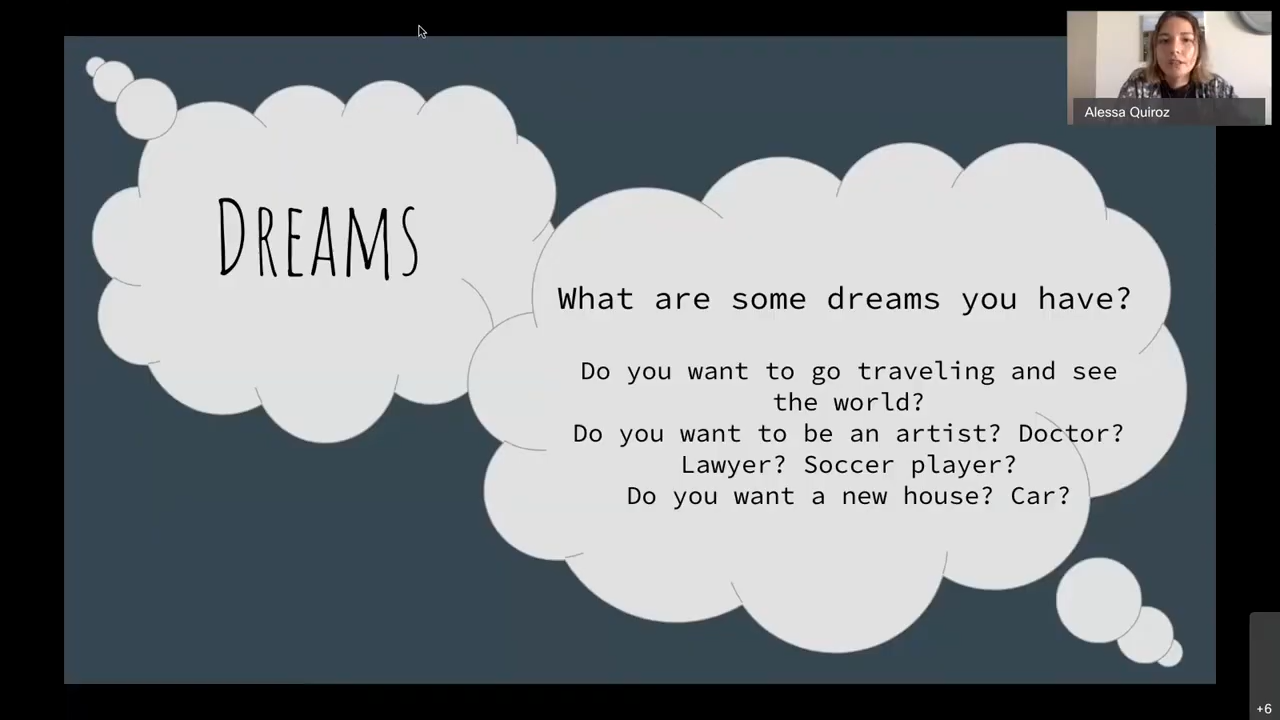 Alessa Quiroz
DREAMS
What are some dreams you have?
Do you want to go traveling and see
the world?
Do you want to be an artist? Doctor?
Lawyer? Soccer player?
Do you want a new house? Car?
+6